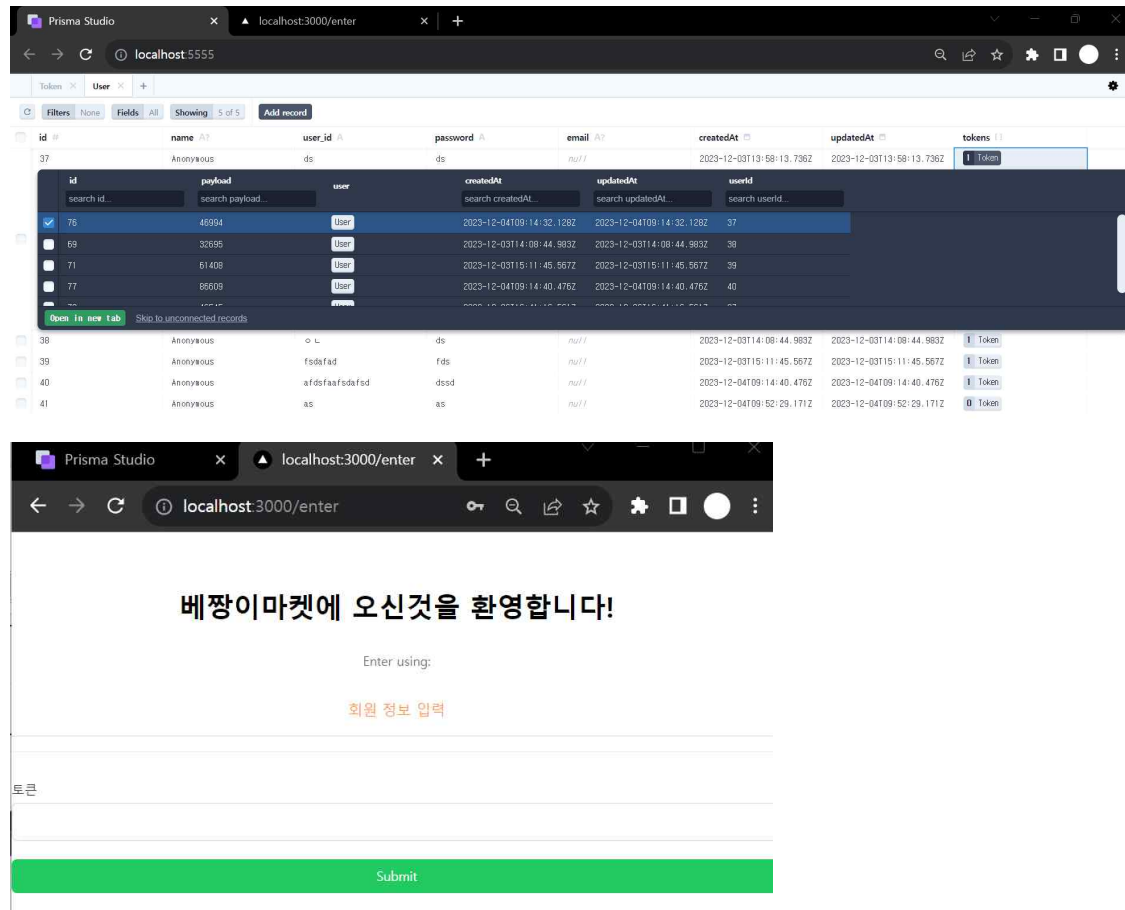 Prisma Studio localhost:3000/enter
localhost:5555
Token User
Filters None Fields All Showing 5 of 5 Add record
id name A? user_id A password A email A? createdAt updatedAt tokens
37 Anonymous ds ds null 2023-12-03T13:58:13.736Z 2023-12-03T13:58:13.736Z 1 Token
id payload user createdAt updatedAt userId
search id... search payload... search createdAt... search updatedAt... search userId...
76 46994 User 2023-12-04T09:14:32.128Z 2023-12-04T09:14:32.128Z 37
69 32695 User 2023-12-03T14:08:44.983Z 2023-12-03T14:08:44.983Z 38
71 61408 User 2023-12-03T15:11:45.567Z 2023-12-03T15:11:45.567Z 39
77 86609 User 2023-12-04T09:14:40.476Z 2023-12-04T09:14:40.476Z 40
Open in new tab Skip to unconnected records
38 Anonymous ㅇㄴ ds null 2023-12-03T14:08:44.983Z 2023-12-03T14:08:44.983Z 1 Token
39 Anonymous fsdafad fds null 2023-12-03T15:11:45.567Z 2023-12-03T15:11:45.567Z 1 Token
40 Anonymous afdsfaafsdafsd dssd null 2023-12-04T09:14:40.476Z 2023-12-04T09:14:40.476Z 1 Token
41 Anonymous as as null 2023-12-04T09:52:29.171Z 2023-12-04T09:52:29.171Z 0 Token
Prisma Studio localhost:3000/enter
localhost:3000/enter
베짱이마켓에 오신것을 환영합니다!
Enter using:
회원 정보 입력
토큰
Submit